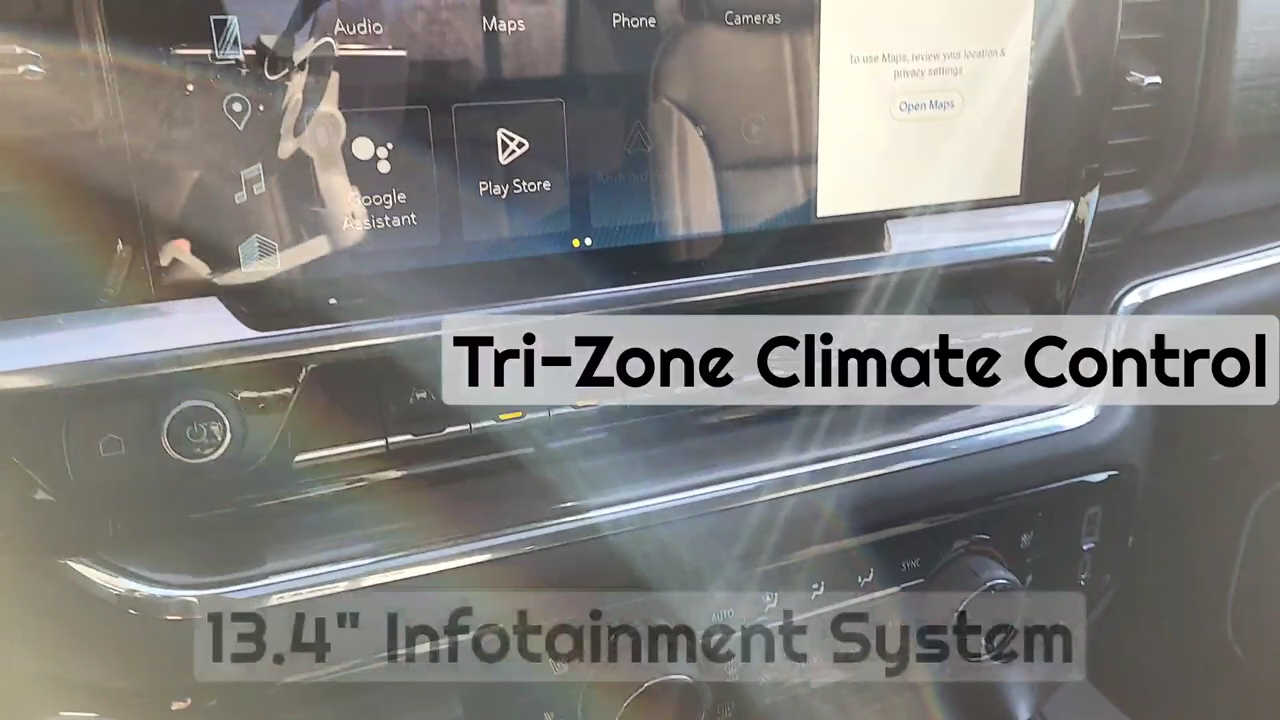 Audio
Maps
Phone
Cameras
To use Maps, review your location &
privacy settings
Open Maps
Google
Assistant
Play Store
Android
Tri-Zone Climate Control
SYNC
AUTO
13.4" Infotainment System